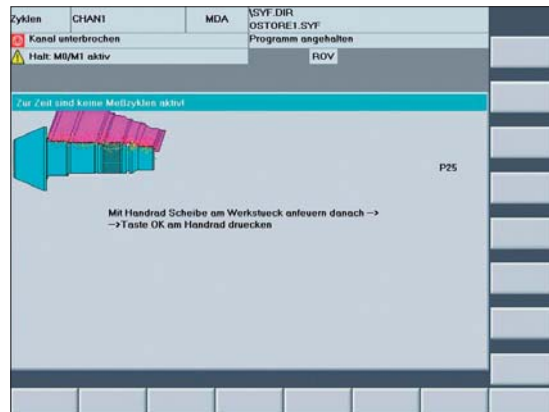 Zyklen CHAN1 MDA \SYF.DIR
OSTORE1.SYF
Kanal unterbrochen Programm angehalten
Halt: M0/M1 aktiv ROV
Zur Zeit sind keine Meßzyklen aktiv!
P25
Mit Handrad Scheibe am Werkstueck anfeuern danach -->
-->Taste OK am Handrad druecken